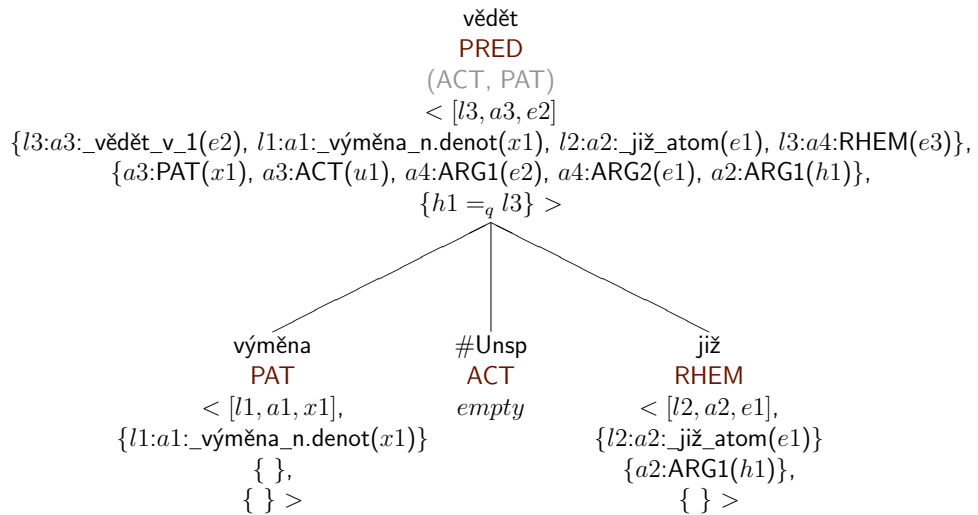 vědět
PRED
(ACT, PAT)
< [l3, a3, e2]
{l3:a3:_vědět_v_1(e2), l1:a1:_výměna_n.denot(x1), l2:a2:_již_atom(e1), l3:a4:RHEM(e3)},
{a3:PAT(x1), a3:ACT(u1), a4:ARG1(e2), a4:ARG2(e1), a2:ARG1(h1)},
{h1 =q l3} >
výměna #Unsp již
PAT ACT RHEM
< [l1, a1, x1], empty < [l2, a2, e1],
{l1:a1:_výměna_n.denot(x1)} {l2:a2:_již_atom(e1)}
{ }, {a2:ARG1(h1)},
{ } > { } >